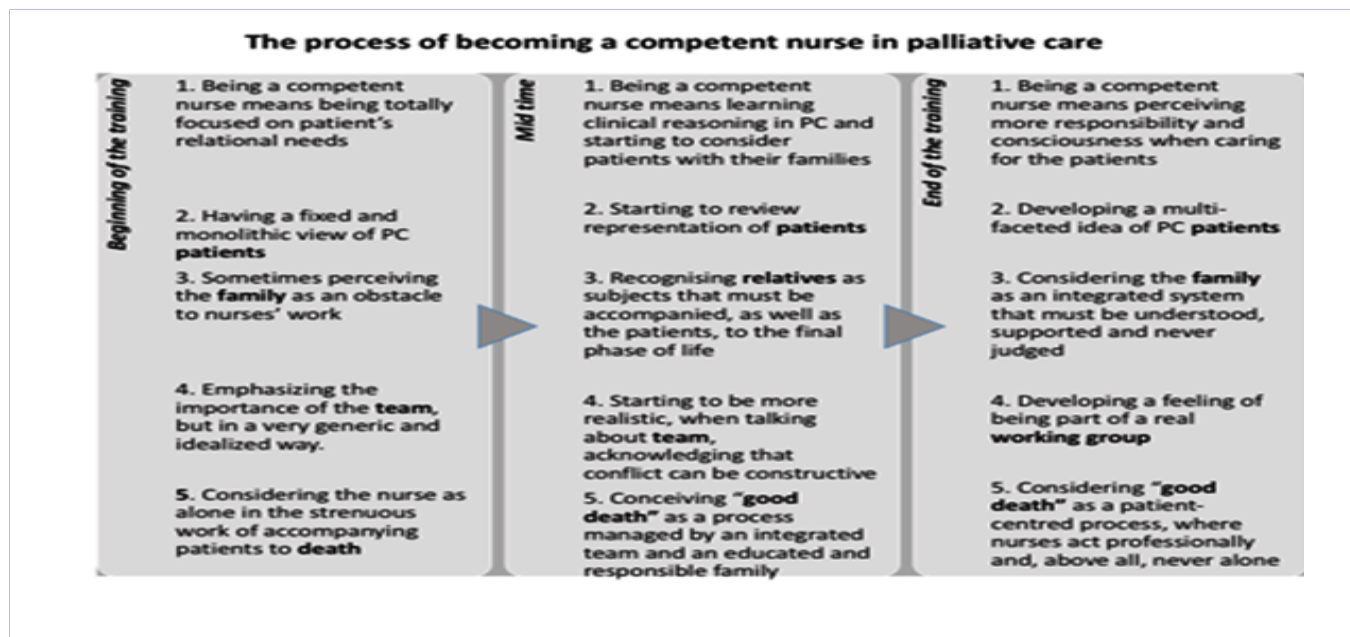 The process of becoming a competent nurse in palliative care
Beginning of the training
1. Being a competent
nurse means being totally
focused on patient's
relational needs
2. Having a fixed and
monolithic view of PC
patients
3. Sometimes perceiving
the family as an obstacle
to nurses' work
4. Emphasizing the
importance of the team,
but in a very generic and
idealized way.
5. Considering the nurse as
alone in the strenuous
work of accompanying
patients to death
Mid time
1. Being a competent
nurse means learning
clinical reasoning in PC and
starting to consider
patients with their families
2. Starting to review
representation of patients
3. Recognising relatives as
subjects that must be
accompanied, as well as
the patients, to the final
phase of life
4. Starting to be more
realistic, when talking
about team,
acknowledging that
conflict can be constructive
5. Conceiving "good
death" as a process
managed by an integrated
team and an educated and
responsible family
End of the training
1. Being a competent
nurse means perceiving
more responsibility and
consciousness when caring
for the patients
2. Developing a multi-
faceted idea of PC patients
3. Considering the family
as an integrated system
that must be understood,
supported and never
judged
4. Developing a feeling of
being part of a real
working group
5. Considering "good
death" as a patient-
centred process, where
nurses act professionally
and, above all, never alone